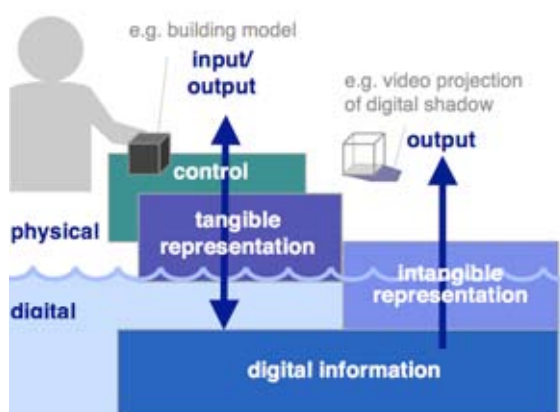 e.g. building model
input/
output
e.g. video projection
of digital shadow
output
control
tangible
representation
physical
intangible
representation
digital
digital information